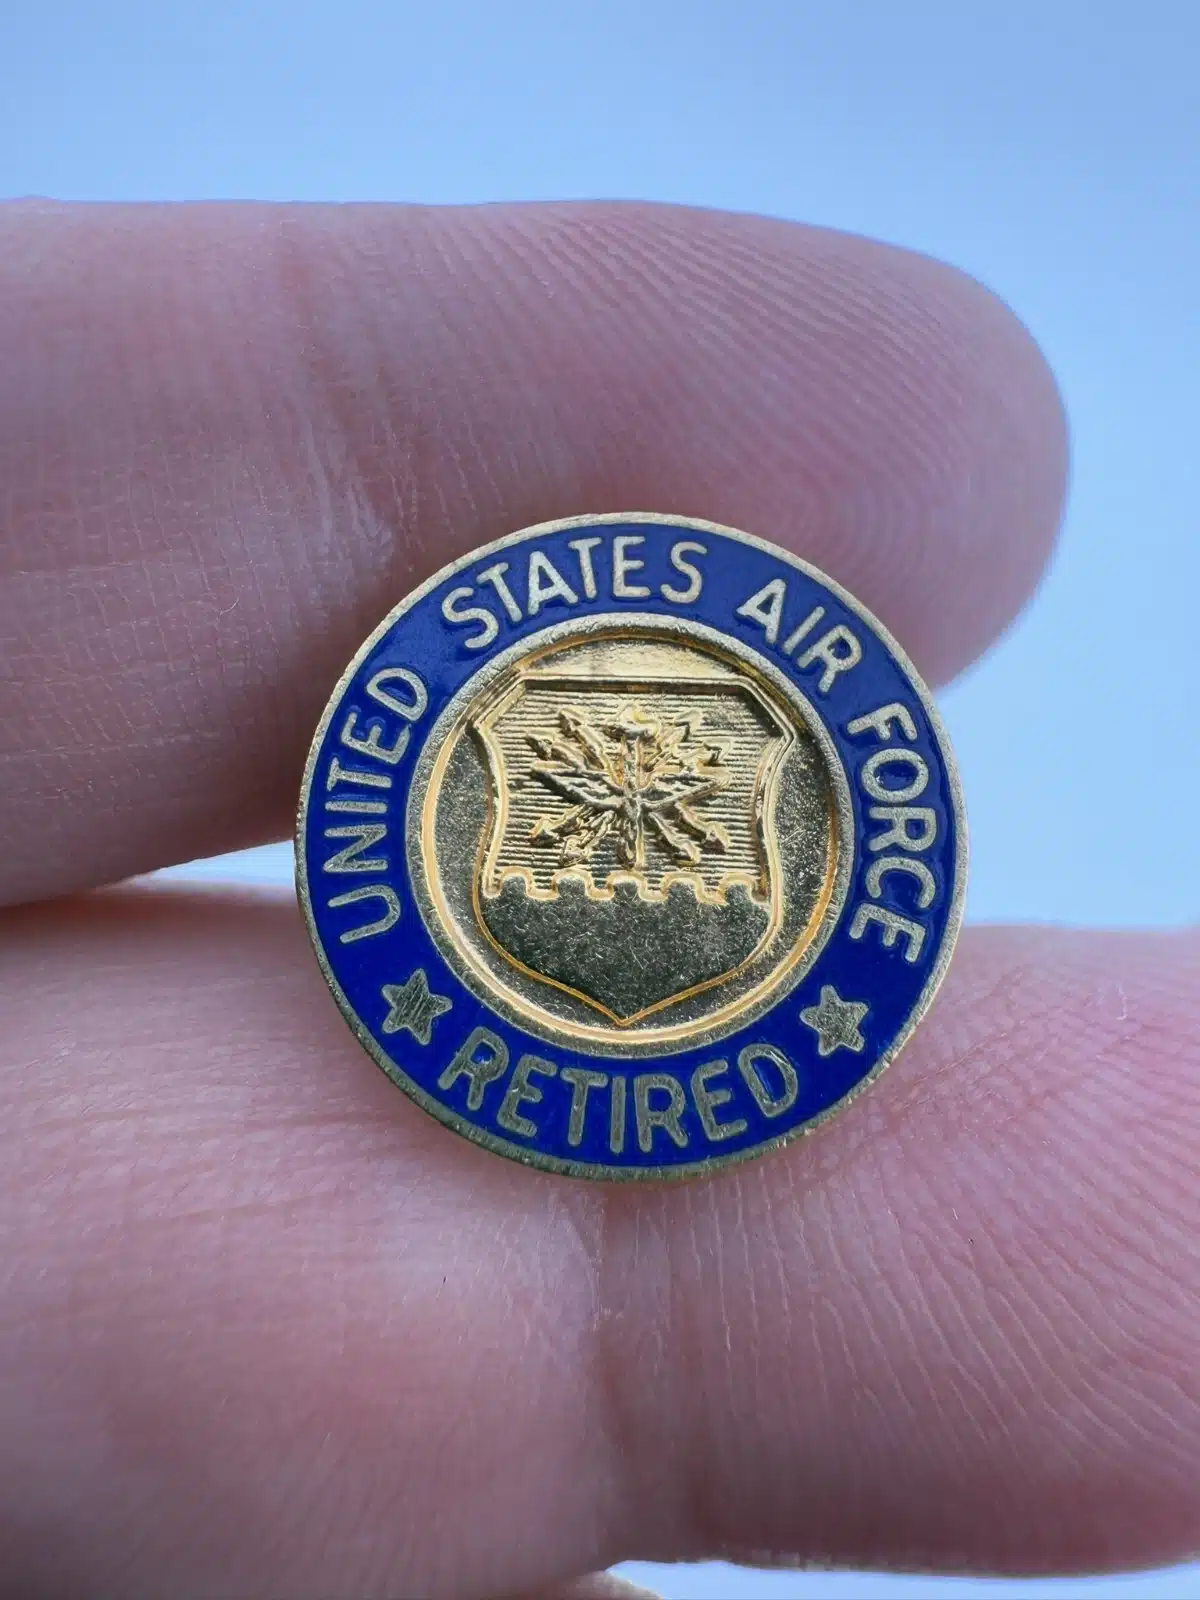 UNITED STATES AIR FORCE
RETIRED